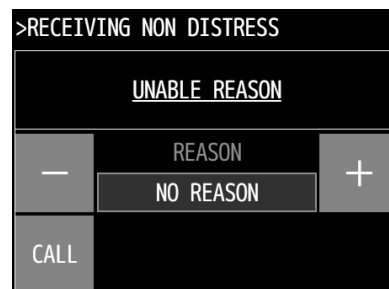 >RECEIVING NON DISTRESS
UNABLE REASON
REASON
− NO REASON +
CALL